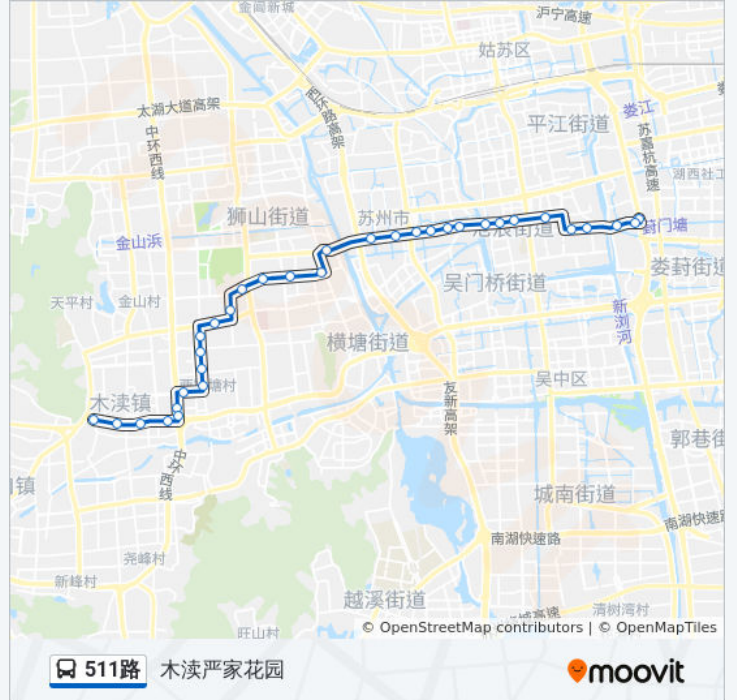 金阊新城
沪宁高速
姑苏区
西环路高架
太湖大道高架
平江街道
娄江
中环西线
苏嘉杭高速
湖西社工
狮山街道
苏州市
葑门塘
金山浜
吴门桥街道
娄葑街道
天平村
金山村
新浏河
横塘街道
吴中区
木渎镇
友新高架
郭巷街
中环西线
镇
城南街道
南湖快速路
南湖快速路
尧峰村
新峰村
越溪街道
清树湾村
旺山村
© OpenStreetMap contributors | © OpenMapTiles
511路 木渎严家花园
moovit